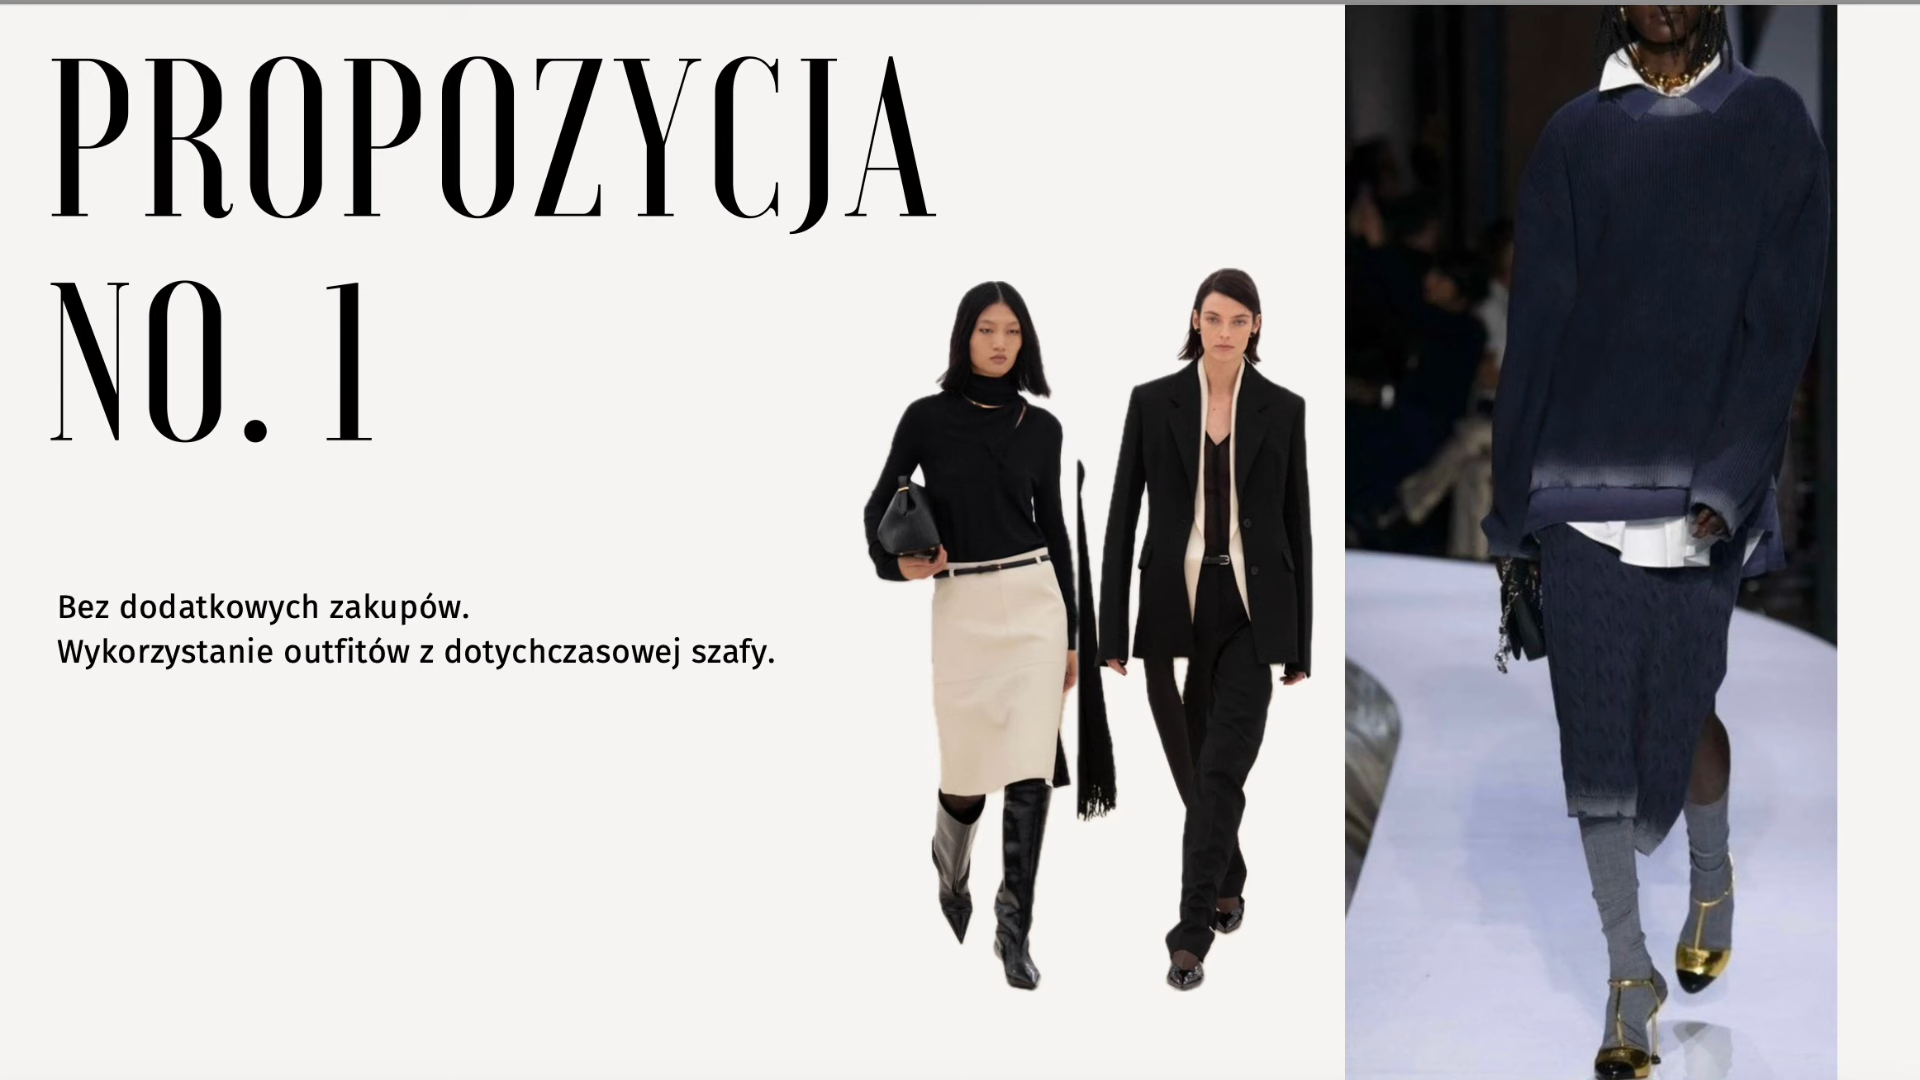 PROPOZYCJA
NO. 1
Bez dodatkowych zakupów.
Wykorzystanie outfitów z dotychczasowej szafy.